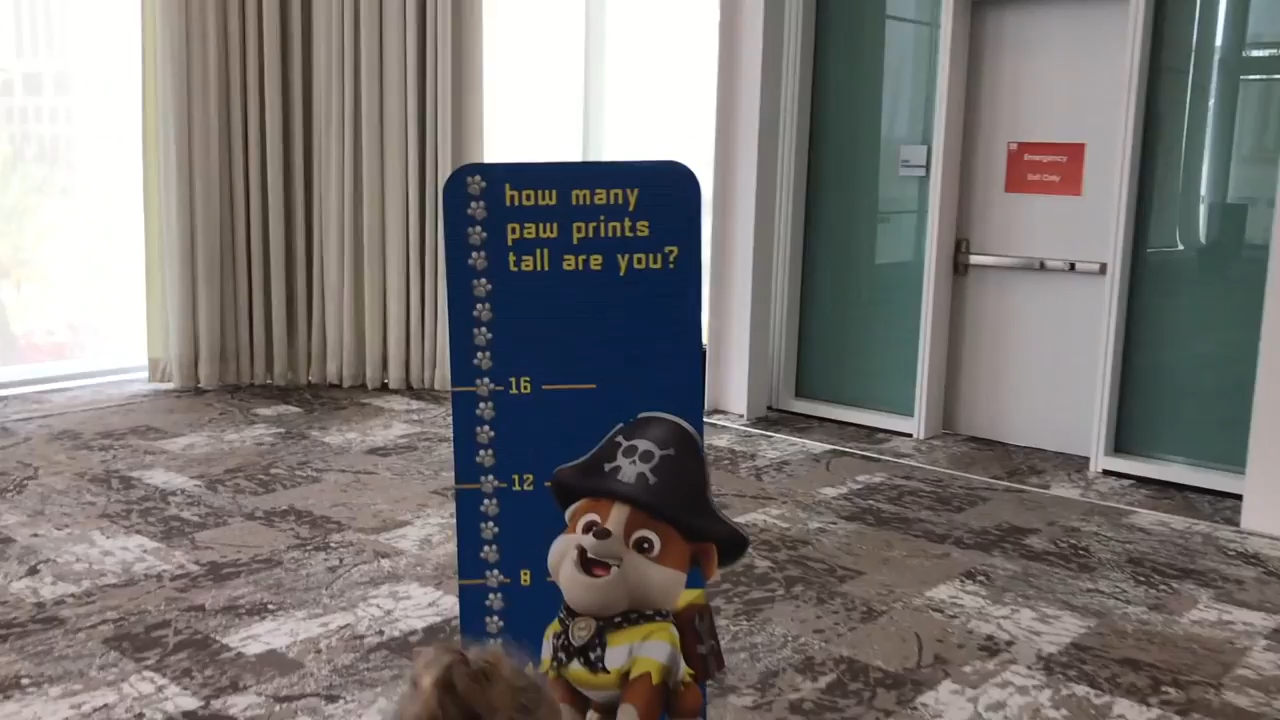 how many
paw prints
tall are you?
16
12
8
Emergency
Exit Only